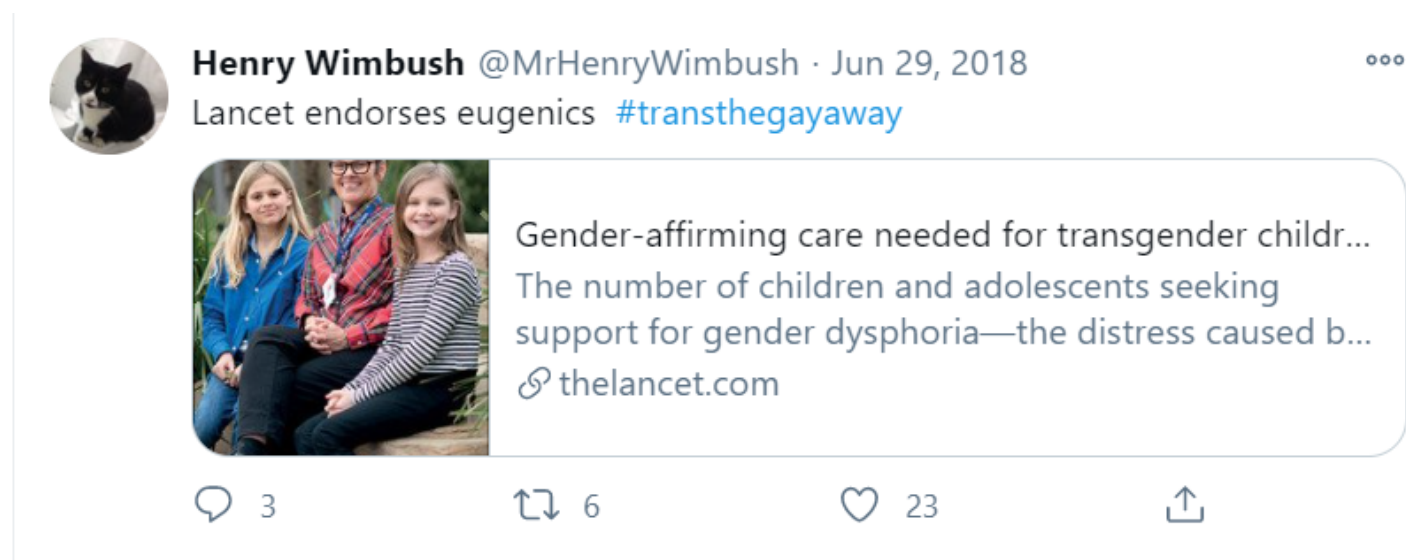 Henry Wimbush @MrHenryWimbush · Jun 29, 2018
Lancet endorses eugenics #transthegayaway
Gender-affirming care needed for transgender childr...
The number of children and adolescents seeking
support for gender dysphoria—the distress caused b...
thelancet.com
3 6 23